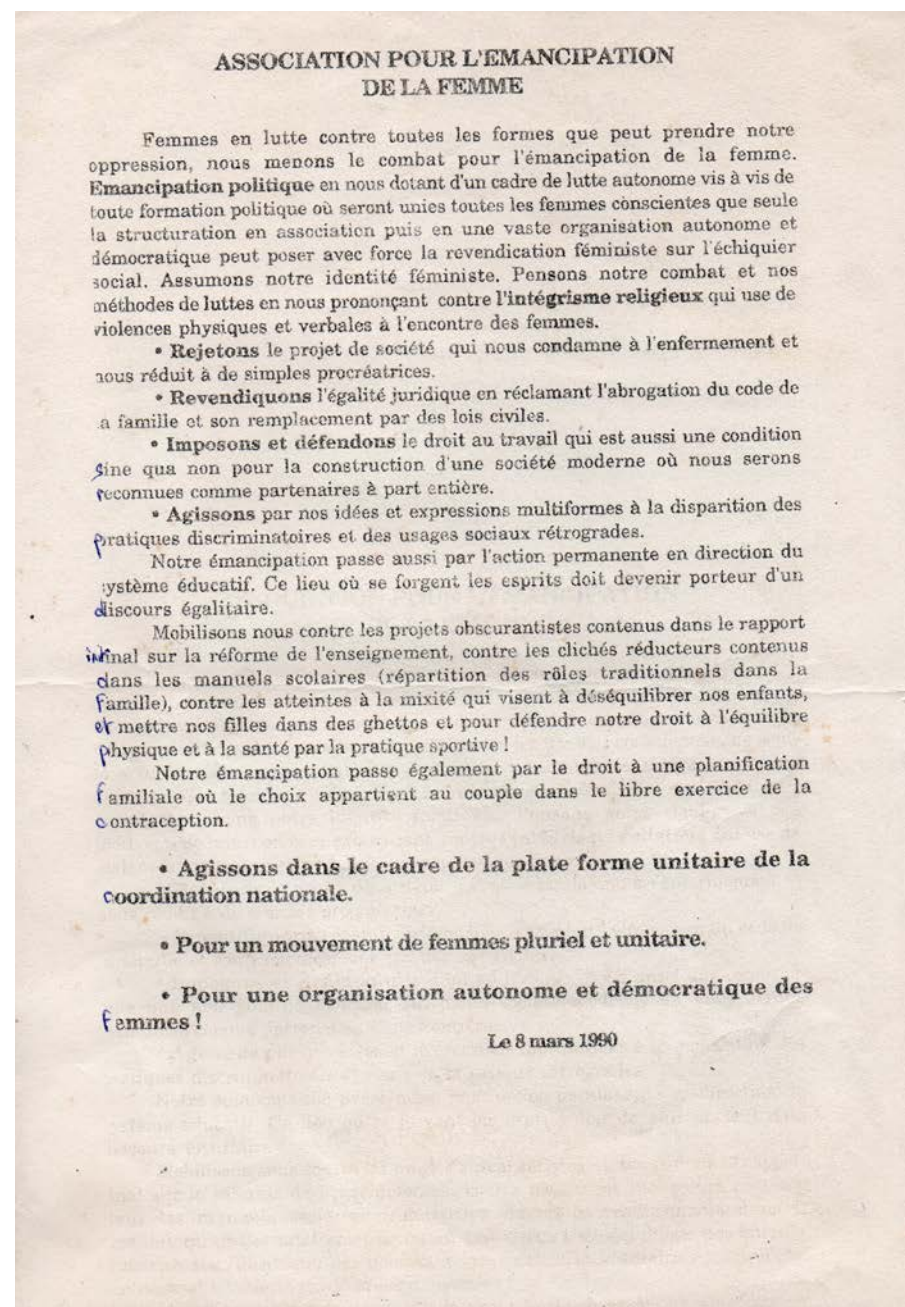 ASSOCIATION POUR L'EMANCIPATION
DE LA FEMME
Femmes en lutte contre toutes les formes que peut prendre notre
oppression, nous menons le combat pour l'émancipation de la femme.
Emancipation politique en nous dotant d'un cadre de lutte autonome vis à vis de
toute formation politique où seront unies toutes les femmes conscientes que seule
la structuration en association puis en une vaste organisation autonome et
démocratique peut poser avec force la revendication féministe sur l'échiquier
social. Assumons notre identité féministe. Pensons notre combat et nos
méthodes de luttes en nous prononçant contre l'intégrisme religieux qui use de
violences physiques et verbales à l'encontre des femmes.
• Rejetons le projet de société qui nous condamne à l'enfermement et
nous réduit à de simples procréatrices.
• Revendiquons l'égalité juridique en réclamant l'abrogation du code de
a famille et son remplacement par des lois civiles.
• Imposons et défendons le droit au travail qui est aussi une condition
sine qua non pour la construction d'une société moderne où nous serons
reconnues comme partenaires à part entière.
• Agissons par nos idées et expressions multiformes à la disparition des
pratiques discriminatoires et des usages sociaux rétrogrades.
Notre émancipation passe aussi par l'action permanente en direction du
système éducatif. Ce lieu où se forgent les esprits doit devenir porteur d'un
discours égalitaire.
Mobilisons nous contre les projets obscurantistes contenus dans le rapport
final sur la réforme de l'enseignement, contre les clichés réducteurs contenus
dans les manuels scolaires (répartition des rôles traditionnels dans la
famille), contre les atteintes à la mixité qui visent à déséquilibrer nos enfants,
et mettre nos filles dans des ghettos et pour défendre notre droit à l'équilibre
physique et à la santé par la pratique sportive !
Notre émancipation passe également par le droit à une planification
familiale où le choix appartient au couple dans le libre exercice de la
contraception.
• Agissons dans le cadre de la plate forme unitaire de la
coordination nationale.
• Pour un mouvement de femmes pluriel et unitaire.
• Pour une organisation autonome et démocratique des
femmes !
Le 8 mars 1990